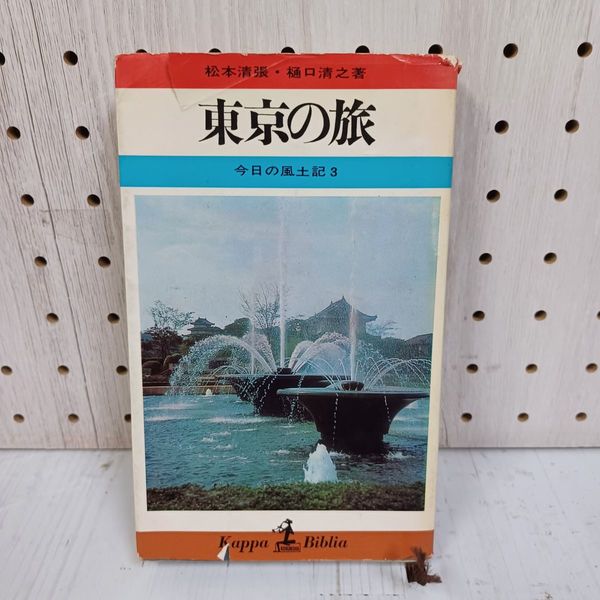 松本清張・樋口清之著
東京の旅
今日の風土記3
Kappa Biblia